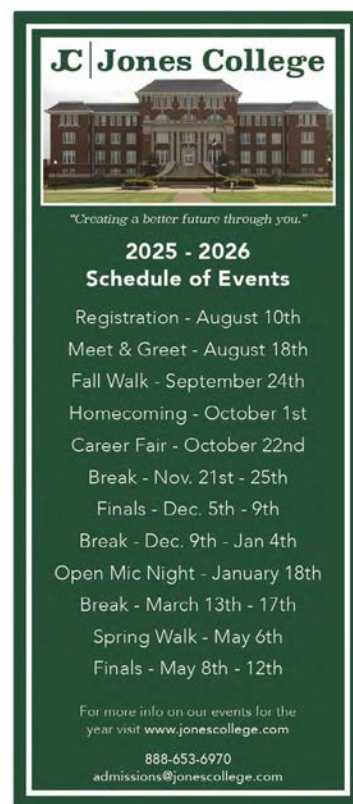 JC | Jones College
"Creating a better future through you."
2025 - 2026
Schedule of Events
Registration - August 10th
Meet & Greet - August 18th
Fall Walk - September 24th
Homecoming - October 1st
Career Fair - October 22nd
Break - Nov. 21st - 25th
Finals - Dec. 5th - 9th
Break - Dec. 9th - Jan 4th
Open Mic Night - January 18th
Break - March 13th - 17th
Spring Walk - May 6th
Finals - May 8th - 12th
For more info on our events for the
year visit www.jonescollege.com
888-653-6970
admissions@jonescollege.com